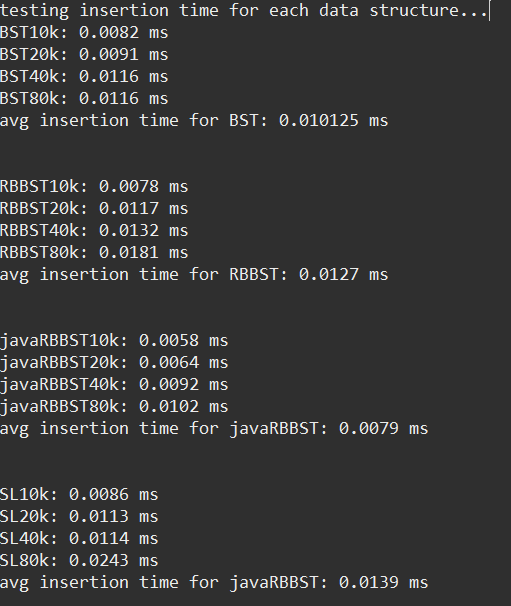 testing insertion time for each data structure...
BST10k: 0.0082 ms
BST20k: 0.0091 ms
BST40k: 0.0116 ms
BST80k: 0.0116 ms
avg insertion time for BST: 0.010125 ms
RBBST10k: 0.0078 ms
RBBST20k: 0.0117 ms
RBBST40k: 0.0132 ms
RBBST80k: 0.0181 ms
avg insertion time for RBBST: 0.0127 ms
javaRBBST10k: 0.0058 ms
javaRBBST20k: 0.0064 ms
javaRBBST40k: 0.0092 ms
javaRBBST80k: 0.0102 ms
avg insertion time for javaRBBST: 0.0079 ms
SL10k: 0.0086 ms
SL20k: 0.0113 ms
SL40k: 0.0114 ms
SL80k: 0.0243 ms
avg insertion time for javaRBBST: 0.0139 ms